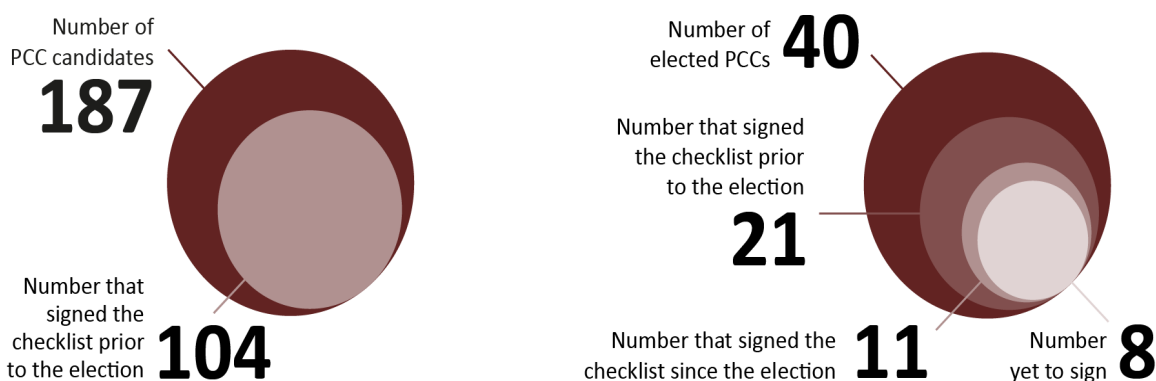 Number of
PCC candidates
187
Number that
signed the
checklist prior
to the election
104
Number of
elected PCCs
40
Number that signed
the checklist prior
to the election
21
Number that signed the
checklist since the election
11
Number
yet to sign
8